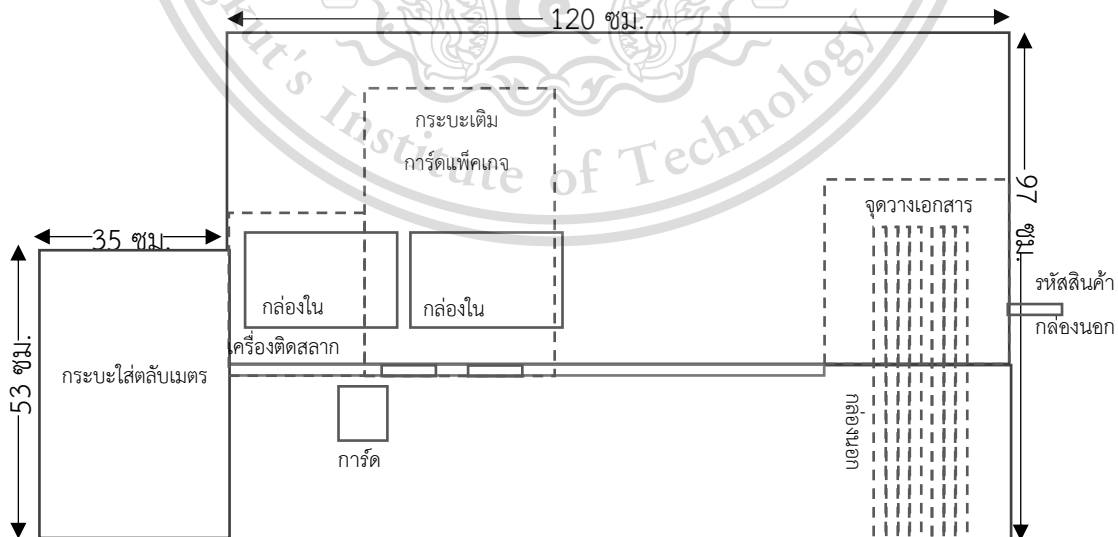 120 ซม.
kut's Institute of Technology
กระบะเติม
การ์ดแพ็คเกจ
97 ซม.
จุดวางเอกสาร
35 ซม.
รหัสสินค้า
กล่องนอก
กล่องใน
กล่องใน
เครื่องติดสลาก
53 ซม.
กระบะใส่ตลับเมตร
กล่องนอก
การ์ด